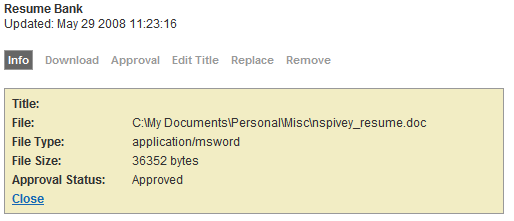 Resume Bank
Updated: May 29 2008 11:23:16
Info Download Approval Edit Title Replace Remove
Title:
File: C:\My Documents\Personal\Misc\nspivey_resume.doc
File Type: application/msword
File Size: 36352 bytes
Approval Status: Approved
Close